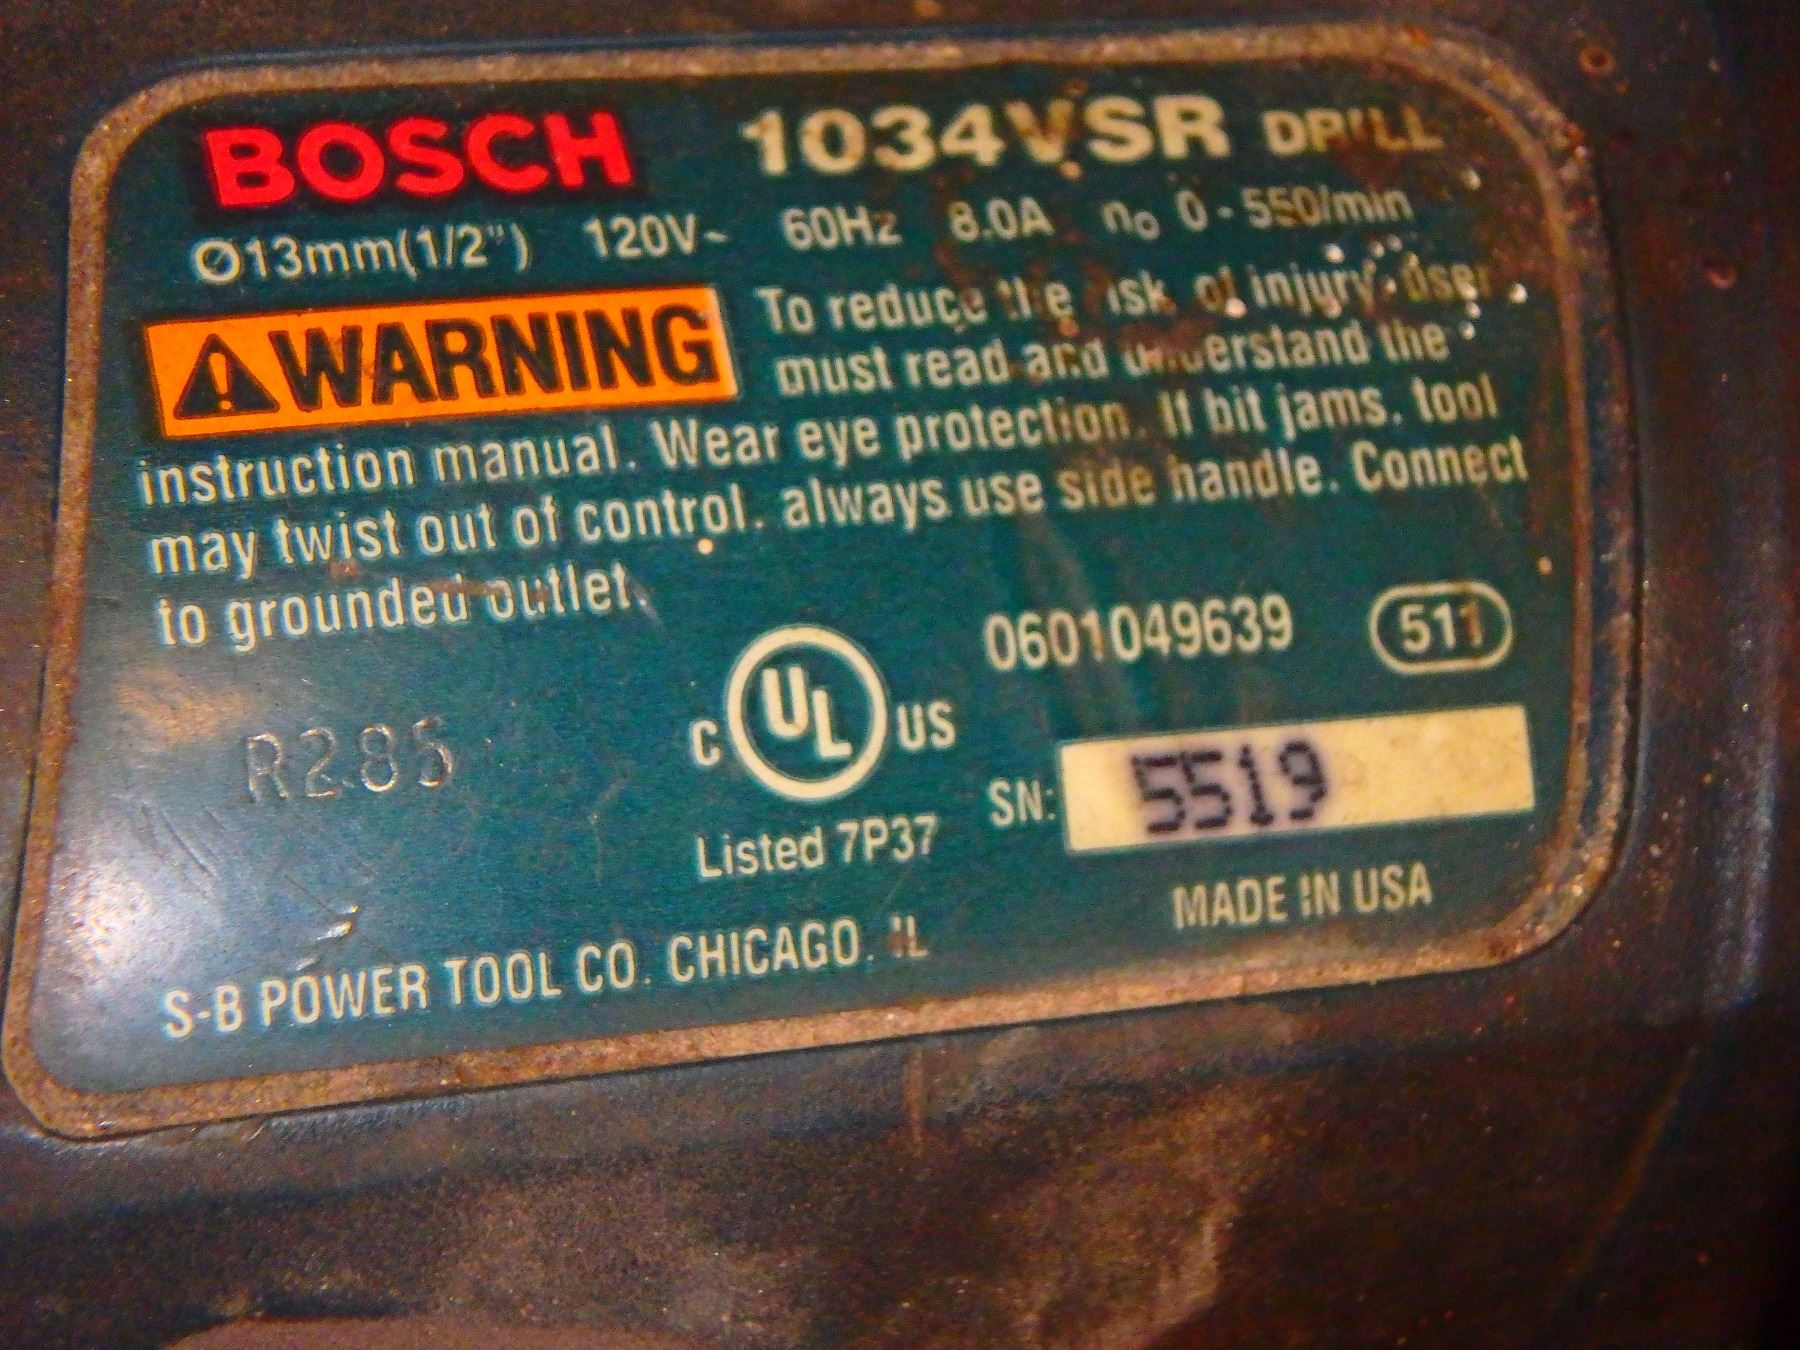 BOSCH 1034VSR DRILL
Ø13mm(1/2") 120V~ 60Hz 8.0A no 0-550/min
WARNING To reduce the risk of injury, user
must read and understand the
instruction manual. Wear eye protection. If bit jams, tool
may twist out of control, always use side handle. Connect
to grounded outlet.
0601049639 511
R285
C UL US
SN: 5519
Listed 7P37
MADE IN USA
S-B POWER TOOL CO. CHICAGO, IL